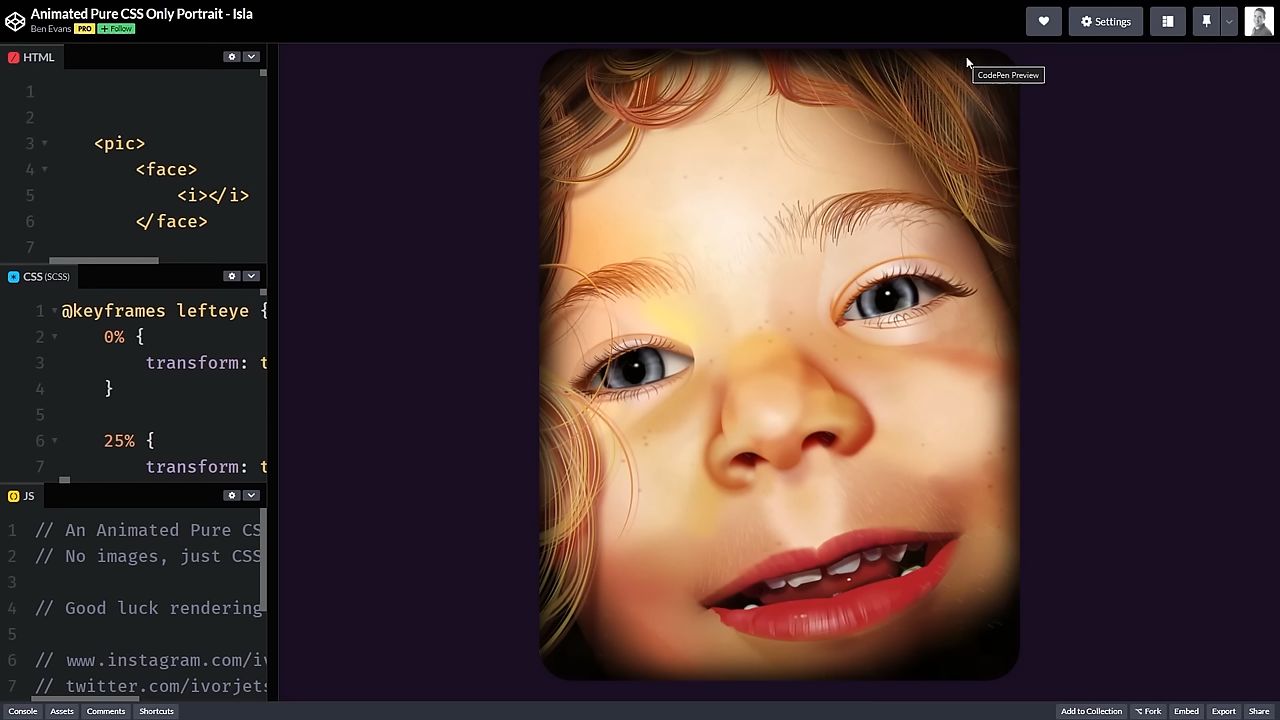 Animated Pure CSS Only Portrait - Isla
Ben Evans PRO + Follow
Settings
CodePen Preview
HTML
1
2
3 <pic>
4 <face>
5 <i></i>
6 </face>
7
CSS (SCSS)
1 @keyframes lefteye {
2 0% {
3 transform: t
4 }
5
6 25% {
7 transform: t
JS
1 // An Animated Pure CS
2 // No images, just CSS
3
4 // Good luck rendering
5
6 // www.instagram.com/iv
7 // twitter.com/ivorjets
Console Assets Comments Shortcuts Add to Collection Fork Embed Export Share